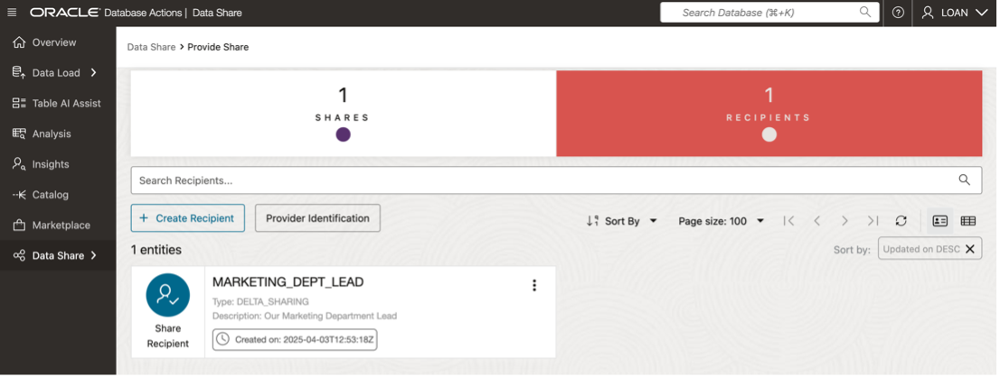 ORACLE Database Actions | Data Share
Search Database (⌘+K)
LOAN
Overview
Data Load
Table AI Assist
Analysis
Insights
Catalog
Marketplace
Data Share
Data Share > Provide Share
1
SHARES
1
RECIPIENTS
Search Recipients...
+ Create Recipient
Provider Identification
Sort By
Page size: 100
1 entities
Sort by: Updated on DESC
Share
Recipient
MARKETING_DEPT_LEAD
Type: DELTA_SHARING
Description: Our Marketing Department Lead
Created on: 2025-04-03T12:53:18Z